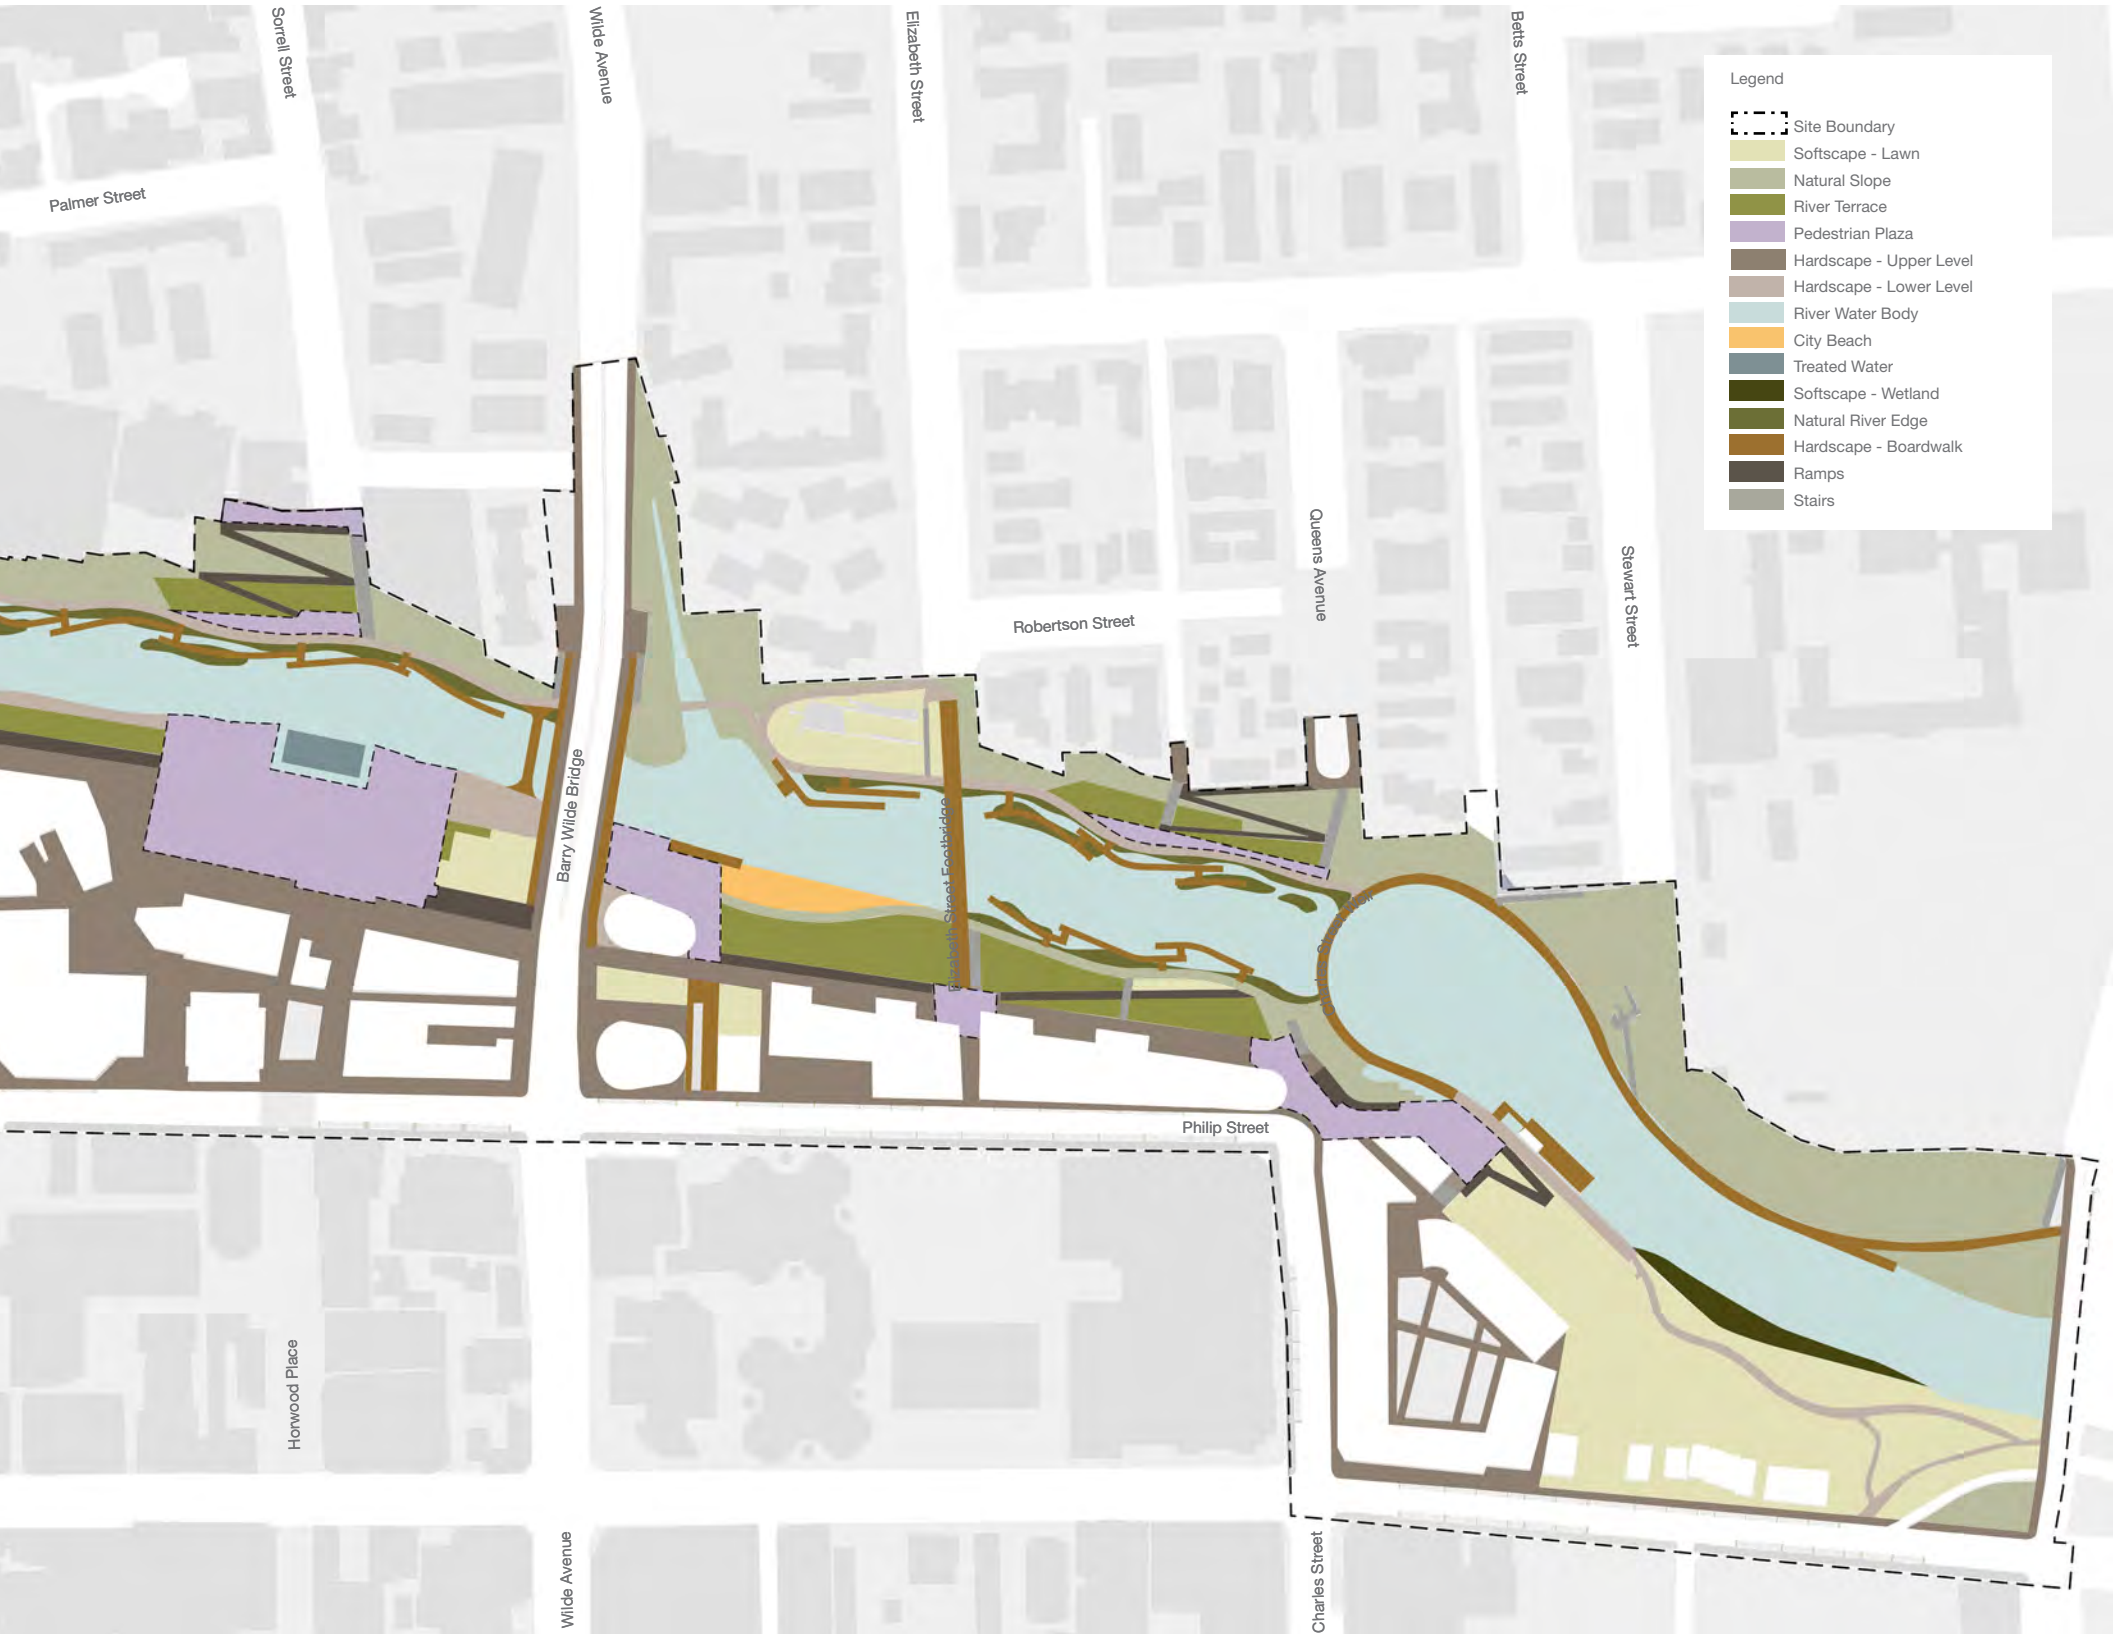 Sorrell Street
Wilde Avenue
Elizabeth Street
Betts Street
Palmer Street
Legend
Site Boundary
Softscape - Lawn
Natural Slope
River Terrace
Pedestrian Plaza
Hardscape - Upper Level
Hardscape - Lower Level
River Water Body
City Beach
Treated Water
Softscape - Wetland
Natural River Edge
Hardscape - Boardwalk
Ramps
Stairs
Queens Avenue
Stewart Street
Robertson Street
Barry Wilde Bridge
Elizabeth Street Footbridge
Philip Street
Horwood Place
Wilde Avenue
Charles Street